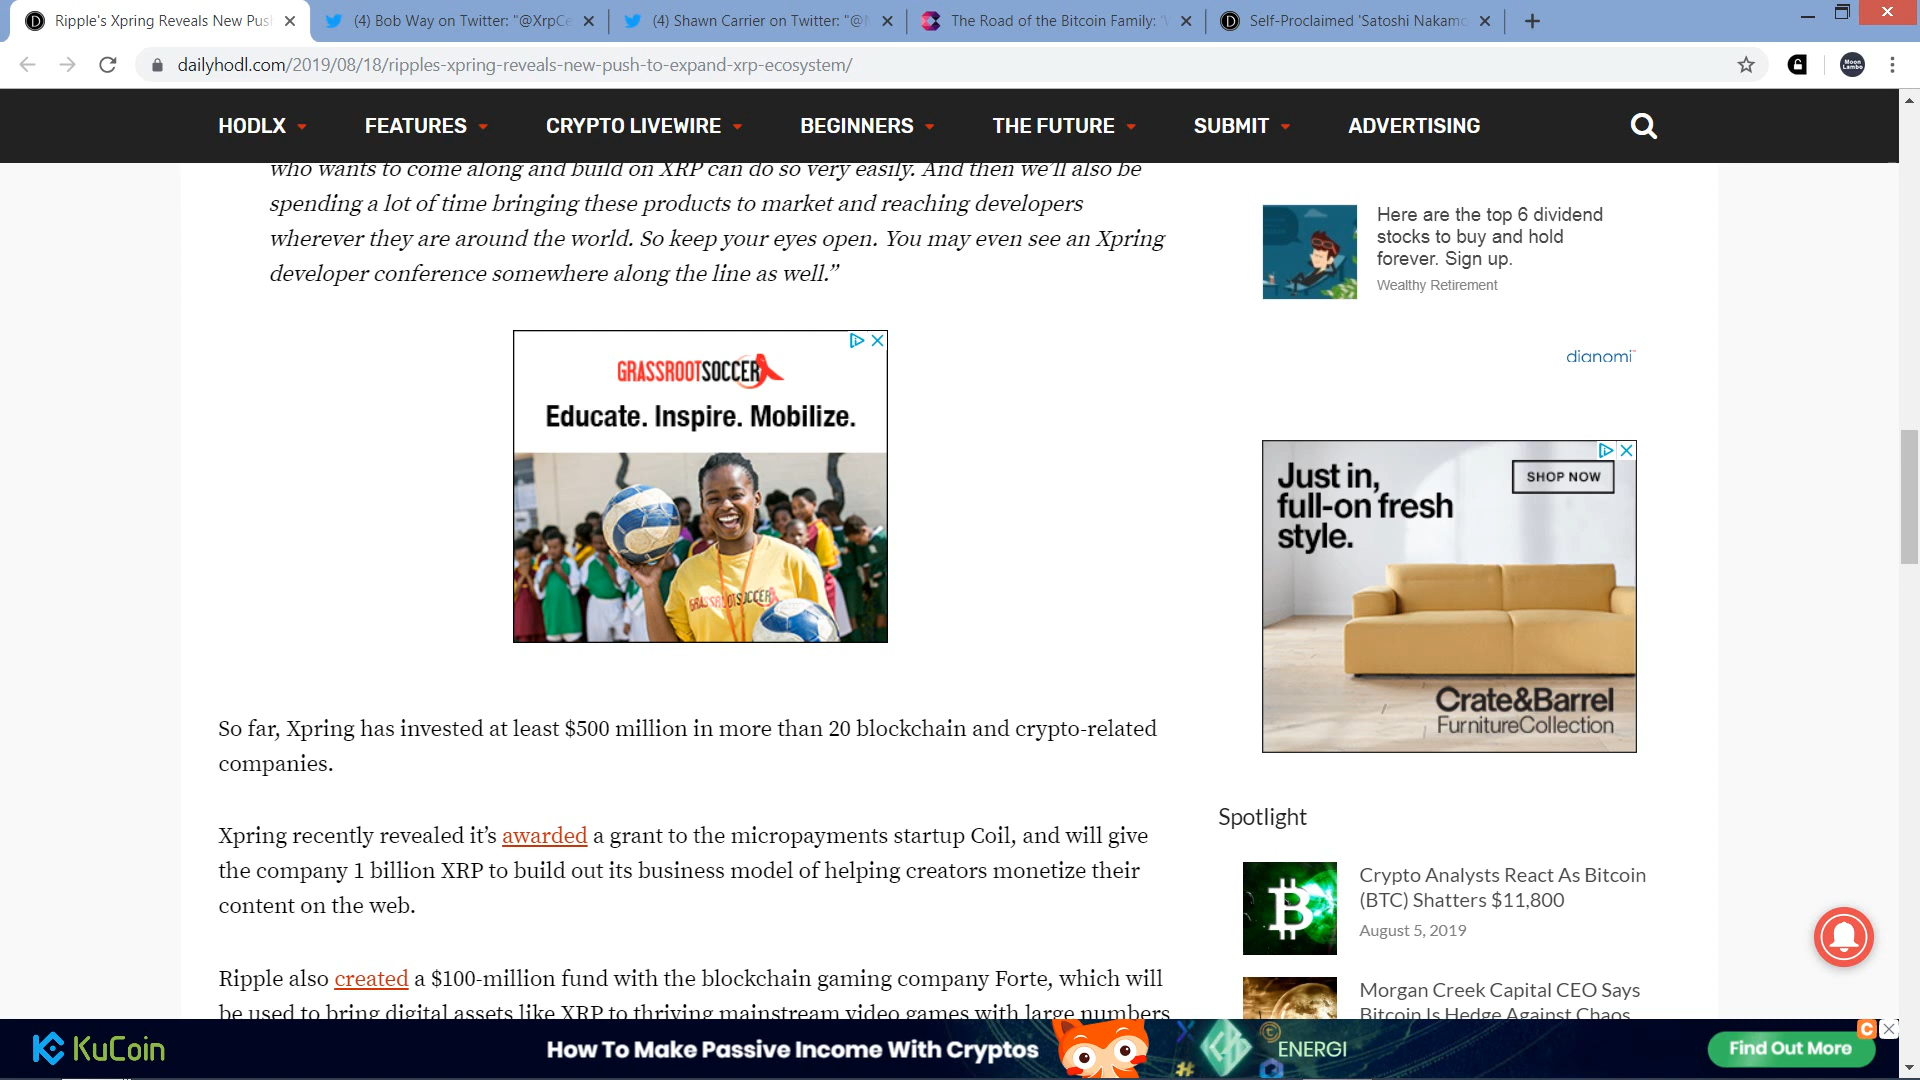 Ripple's Xpring Reveals New Pus
(4) Bob Way on Twitter: "@XrpCe
(4) Shawn Carrier on Twitter: "@
The Road of the Bitcoin Family:
Self-Proclaimed 'Satoshi Nakamo
dailyhodl.com/2019/08/18/ripples-xpring-reveals-new-push-to-expand-xrp-ecosystem/
HODLX
FEATURES
CRYPTO LIVEWIRE
BEGINNERS
THE FUTURE
SUBMIT
ADVERTISING
who wants to come along and build on XRP can do so very easily. And then we'll also be
spending a lot of time bringing these products to market and reaching developers
wherever they are around the world. So keep your eyes open. You may even see an Xpring
developer conference somewhere along the line as well.”
GRASSROOTSOCCER
Educate. Inspire. Mobilize.
GRASSROOTSOCCER
So far, Xpring has invested at least $500 million in more than 20 blockchain and crypto-related
companies.
Xpring recently revealed it’s awarded a grant to the micropayments startup Coil, and will give
the company 1 billion XRP to build out its business model of helping creators monetize their
content on the web.
Ripple also created a $100-million fund with the blockchain gaming company Forte, which will
be used to bring digital assets like XRP to thriving mainstream video games with large numbers
Here are the top 6 dividend
stocks to buy and hold
forever. Sign up.
Wealthy Retirement
dianomi
Just in,
full-on fresh
style.
SHOP NOW
Crate&Barrel
FurnitureCollection
Spotlight
Crypto Analysts React As Bitcoin
(BTC) Shatters $11,800
August 5, 2019
Morgan Creek Capital CEO Says
Bitcoin Is Hedge Against Chaos
KuCoin
How To Make Passive Income With Cryptos
ENERGI
Find Out More